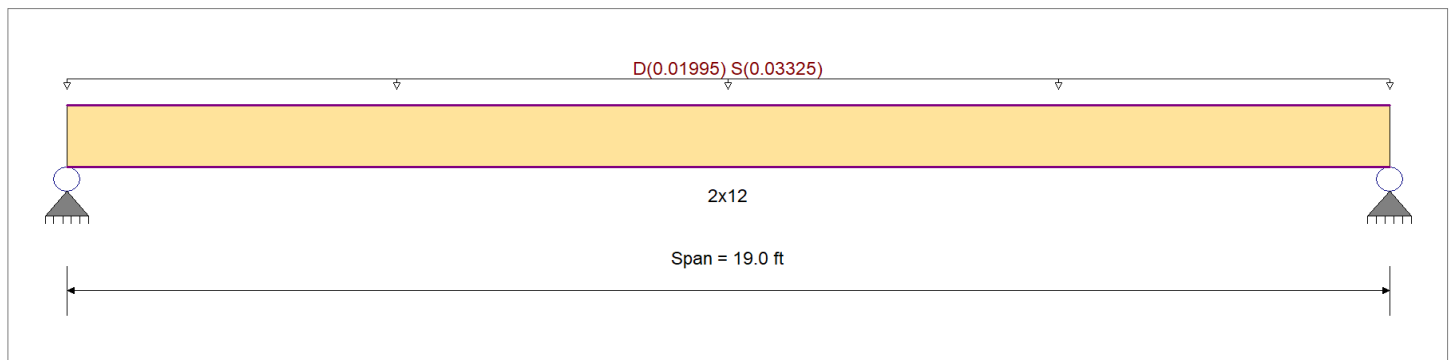 D(0.01995) S(0.03325)
2x12
Span = 19.0 ft